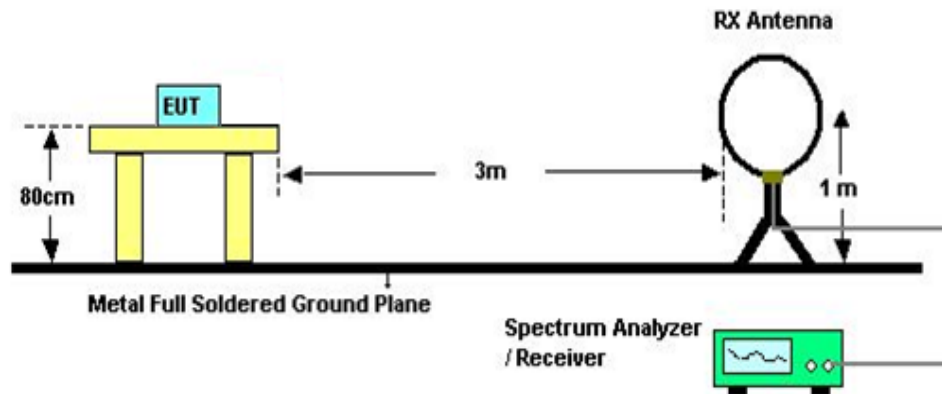 RX Antenna
EUT
80cm
3m
1 m
Metal Full Soldered Ground Plane
Spectrum Analyzer
/ Receiver